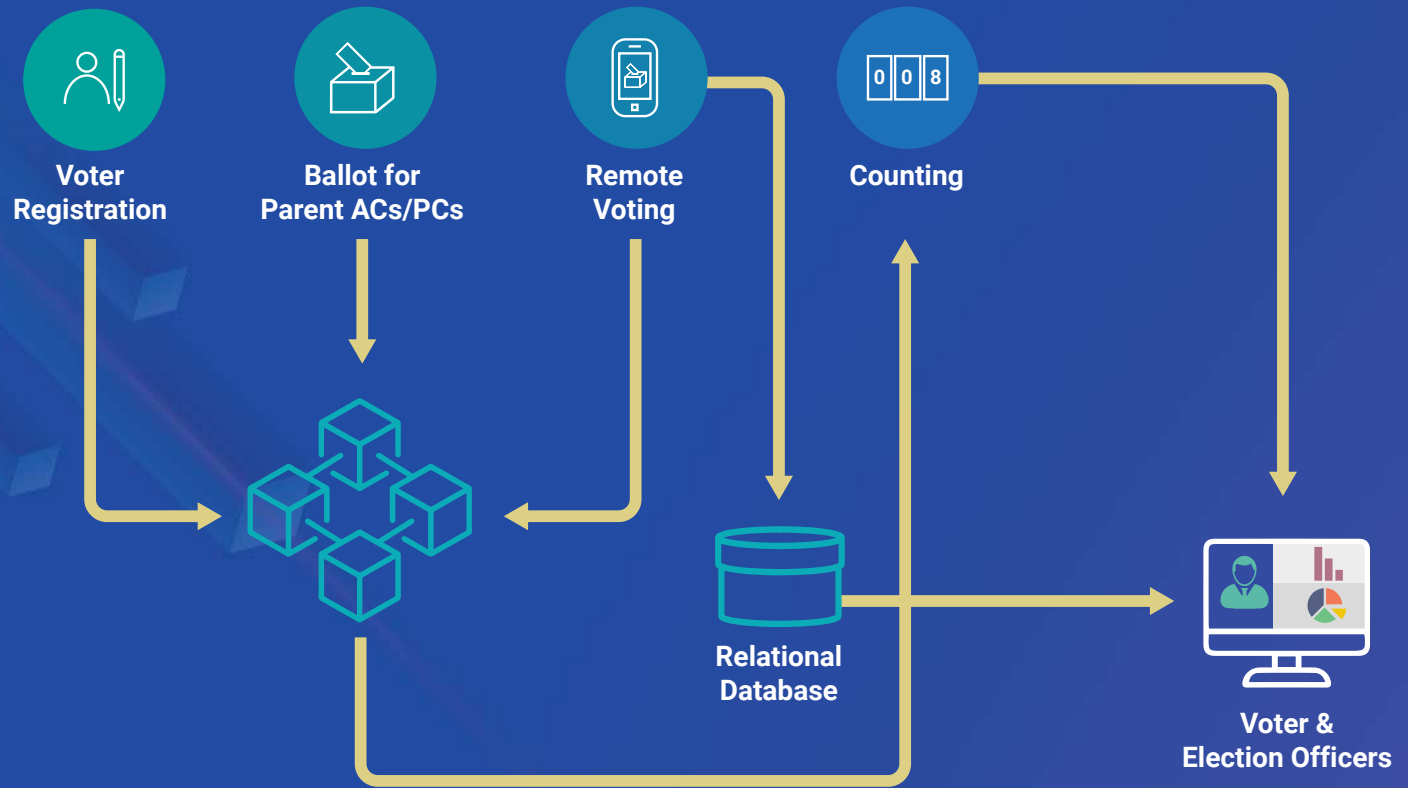 0 0 8
Voter
Registration
Ballot for
Parent ACs/PCs
Remote
Voting
Counting
Relational
Database
Voter &
Election Officers